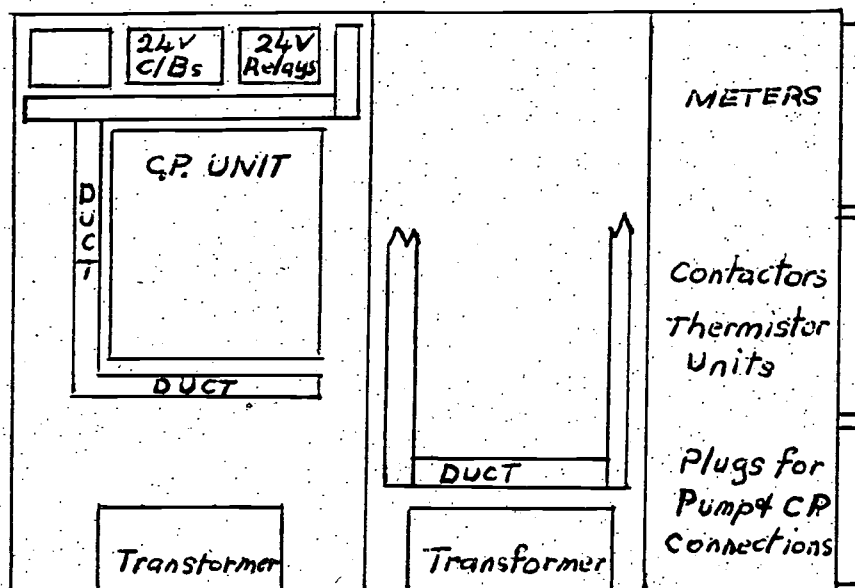 24V
C/Bs
24V
Relays
METERS
C.P. UNIT
DUCT
Contactors
Thermistor
Units
DUCT
DUCT
Plugs for
Pump & CP
Connections
Transformer
Transformer